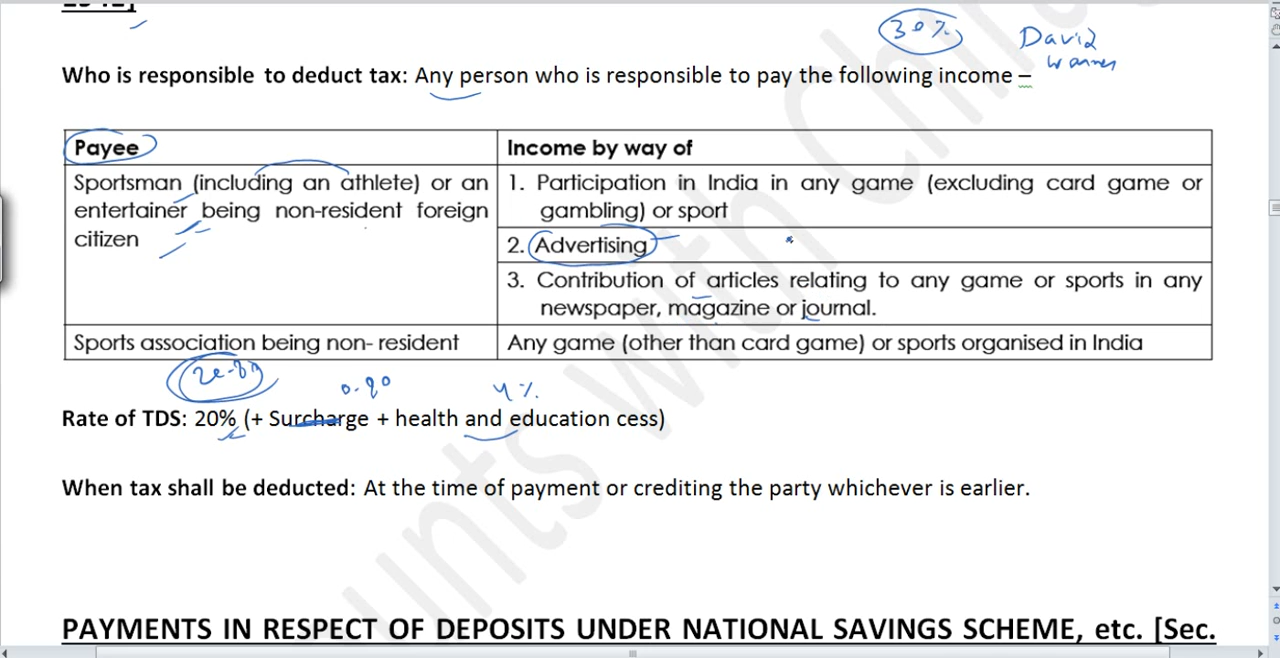 30%
David
Warner
Who is responsible to deduct tax: Any person who is responsible to pay the following income –
Payee
Income by way of
Sportsman (including an athlete) or an
entertainer being non-resident foreign
citizen
1. Participation in India in any game (excluding card game or
gambling) or sport
2. Advertising
3. Contribution of articles relating to any game or sports in any
newspaper, magazine or journal.
Sports association being non- resident
Any game (other than card game) or sports organised in India
4%
Rate of TDS: 20% (+ Surcharge + health and education cess)
When tax shall be deducted: At the time of payment or crediting the party whichever is earlier.
PAYMENTS IN RESPECT OF DEPOSITS UNDER NATIONAL SAVINGS SCHEME, etc. [Sec.